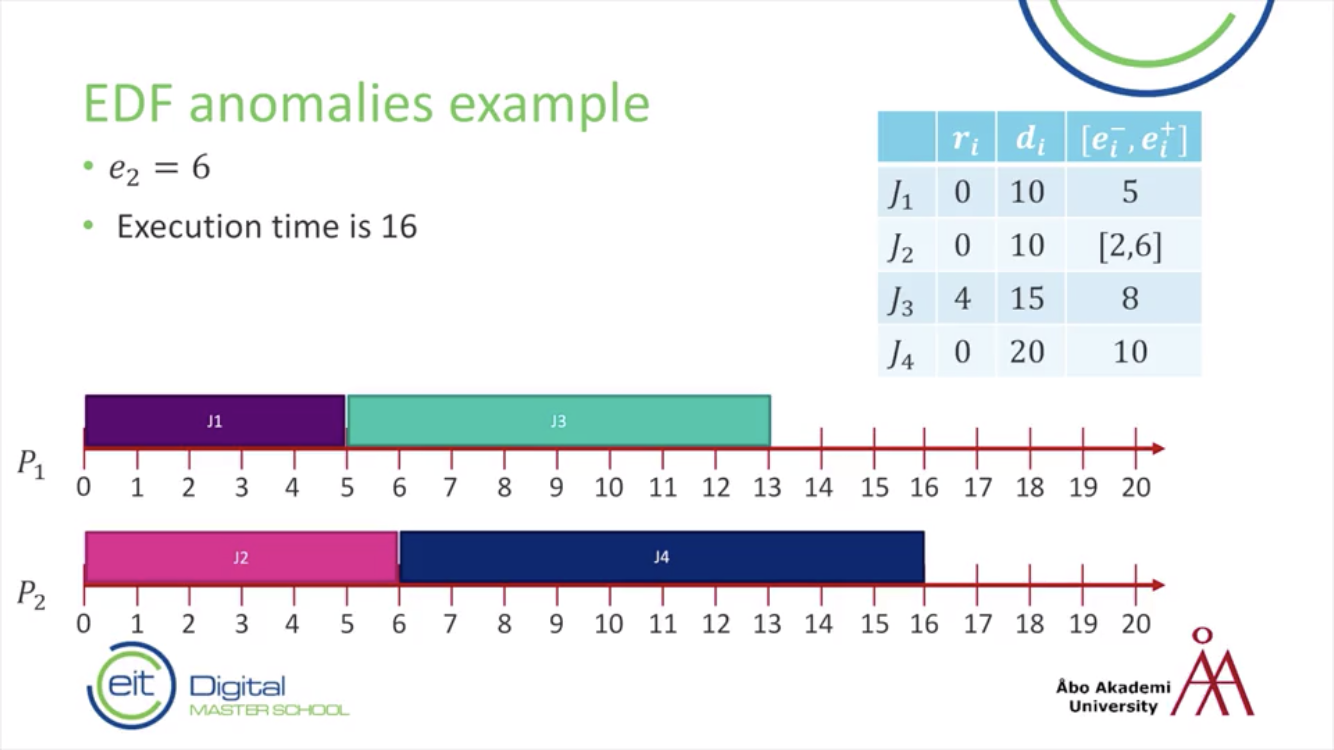 EDF anomalies example
• e₂ = 6
• Execution time is 16
rᵢ dᵢ [eᵢ⁻, eᵢ⁺]
J₁ 0 10 5
J₂ 0 10 [2,6]
J₃ 4 15 8
J₄ 0 20 10
J1 J3
P₁
0 1 2 3 4 5 6 7 8 9 10 11 12 13 14 15 16 17 18 19 20
J2 J4
P₂
0 1 2 3 4 5 6 7 8 9 10 11 12 13 14 15 16 17 18 19 20
eit Digital
MASTER SCHOOL
Åbo Akademi
University